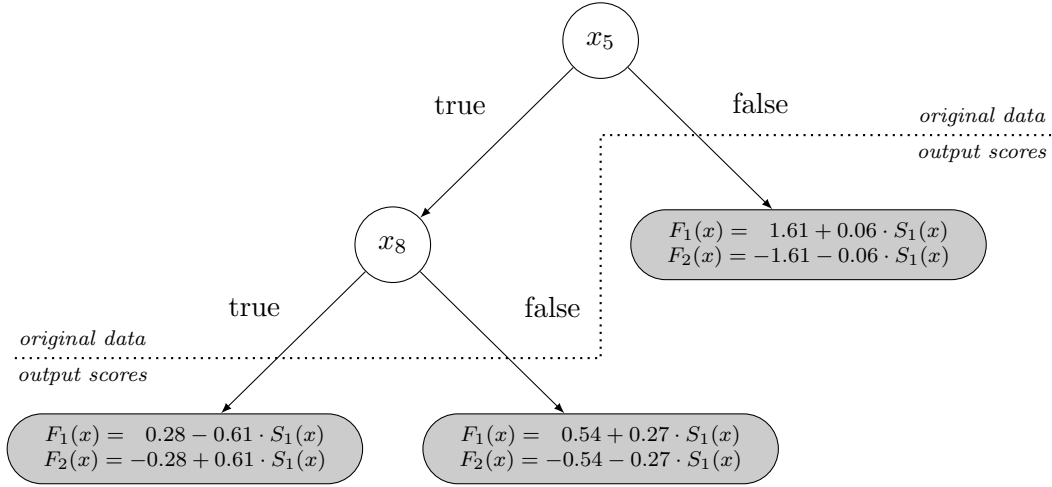 x₅
true
false
original data
output scores
x₈
F₁(x) = 1.61 + 0.06 · S₁(x)
F₂(x) = −1.61 − 0.06 · S₁(x)
true
false
original data
output scores
F₁(x) = 0.28 − 0.61 · S₁(x)
F₂(x) = −0.28 + 0.61 · S₁(x)
F₁(x) = 0.54 + 0.27 · S₁(x)
F₂(x) = −0.54 − 0.27 · S₁(x)